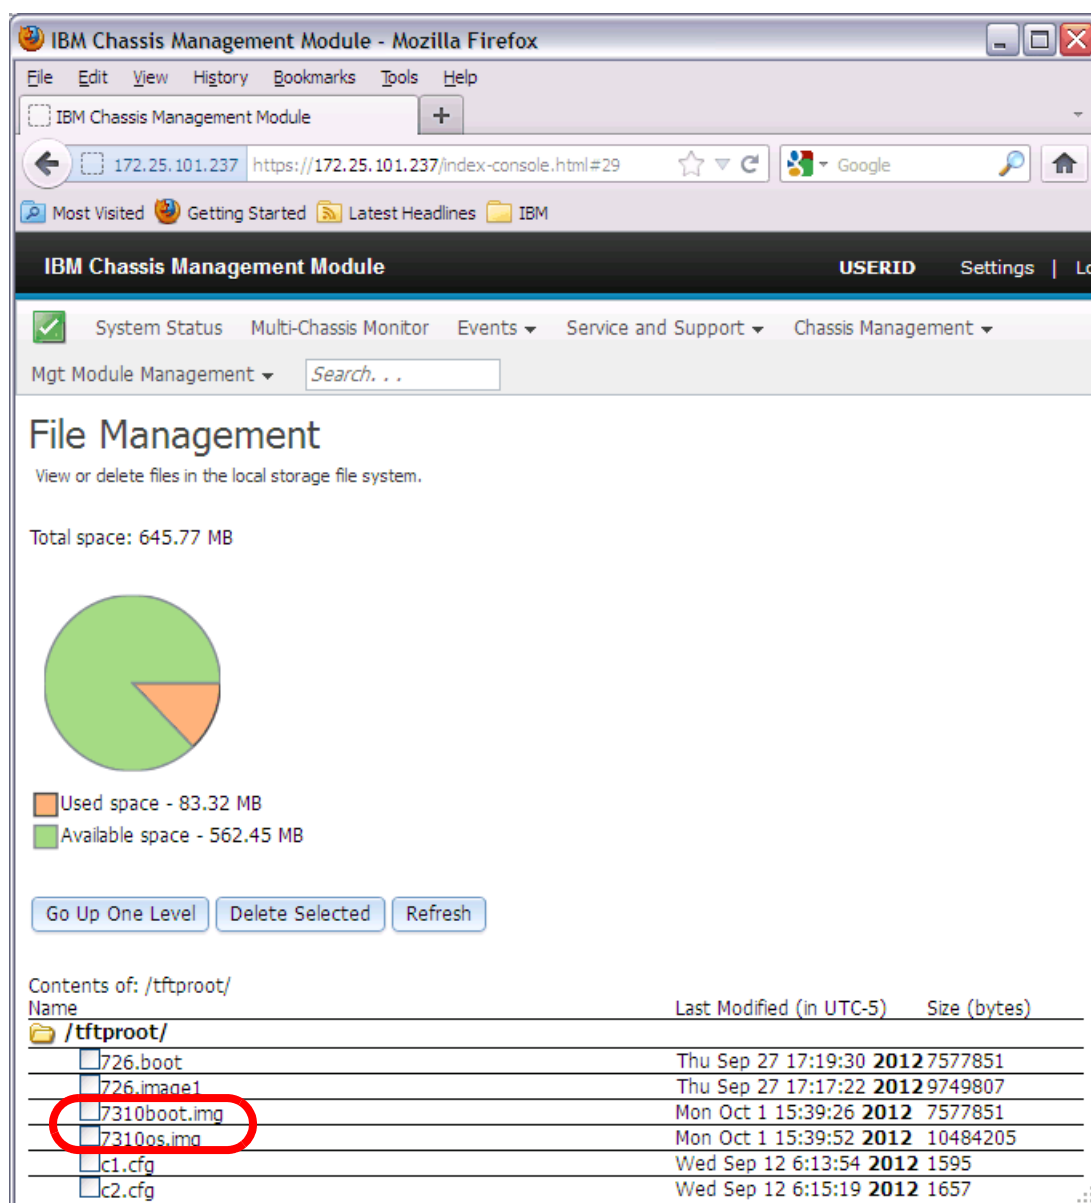 IBM Chassis Management Module - Mozilla Firefox
File Edit View History Bookmarks Tools Help
IBM Chassis Management Module +
172.25.101.237 https://172.25.101.237/index-console.html#29 Google
Most Visited Getting Started Latest Headlines IBM
IBM Chassis Management Module USERID Settings | Lo
System Status Multi-Chassis Monitor Events Service and Support Chassis Management
Mgt Module Management Search. . .
File Management
View or delete files in the local storage file system.
Total space: 645.77 MB
Used space - 83.32 MB
Available space - 562.45 MB
Go Up One Level Delete Selected Refresh
Contents of: /tftproot/
Name Last Modified (in UTC-5) Size (bytes)
/tftproot/
726.boot Thu Sep 27 17:19:30 2012 7577851
726.image1 Thu Sep 27 17:17:22 2012 9749807
7310boot.img Mon Oct 1 15:39:26 2012 7577851
7310os.img Mon Oct 1 15:39:52 2012 10484205
c1.cfg Wed Sep 12 6:13:54 2012 1595
c2.cfg Wed Sep 12 6:15:19 2012 1657